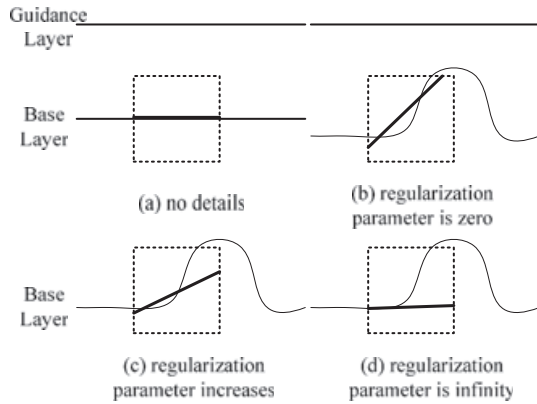 Guidance
Layer
Base
Layer
(a) no details
(b) regularization
parameter is zero
Base
Layer
(c) regularization
parameter increases
(d) regularization
parameter is infinity